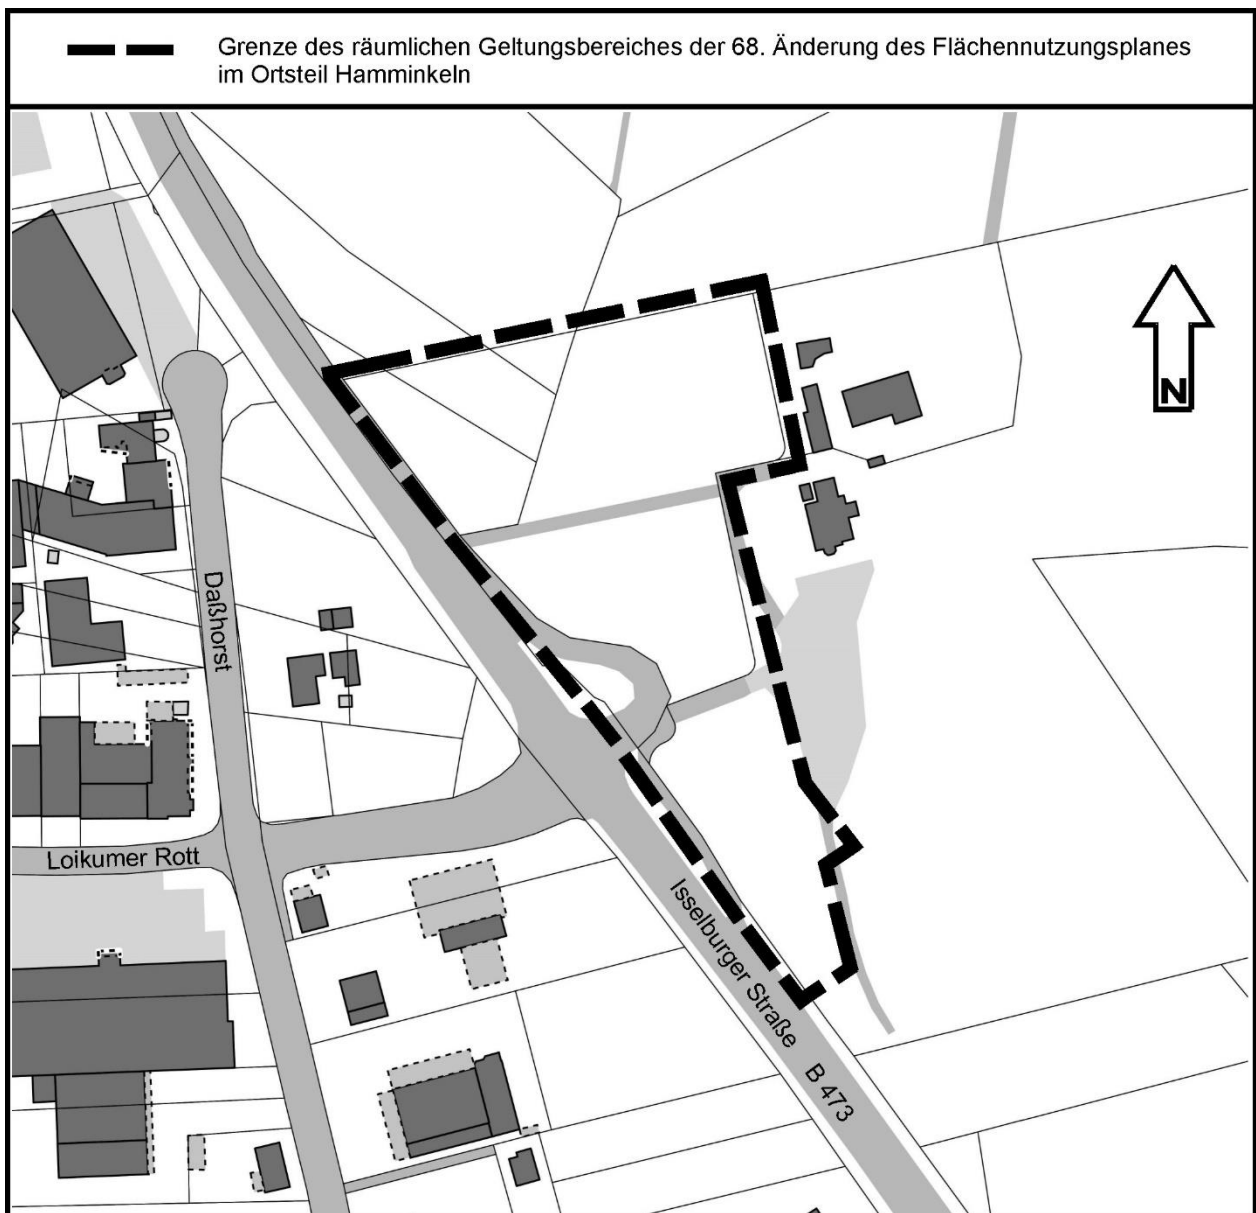 Grenze des räumlichen Geltungsbereiches der 68. Änderung des Flächennutzungsplanes
im Ortsteil Hamminkeln
N
Daßhorst
Loikumer Rott
Isselburger Straße B 473